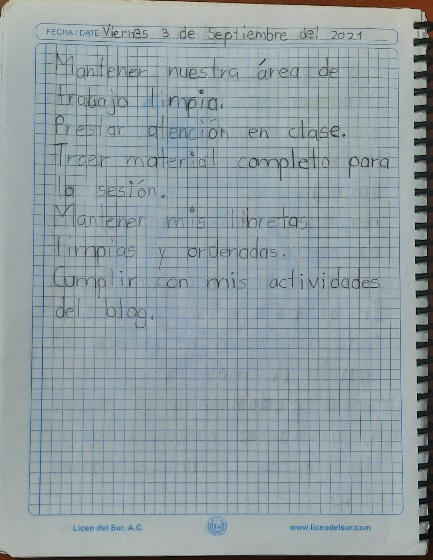 FECHA / DATE Viernes 3 de Septiembre del 2021
Mantener nuestra área de
trabajo limpia.
Prestar atención en clase.
Traer material completo para
la sesión.
Mantener mis libretas
limpias y ordenadas.
Cumplir con mis actividades
del blog.
Liceo del Sur, A.C. www.liceodelsur.com